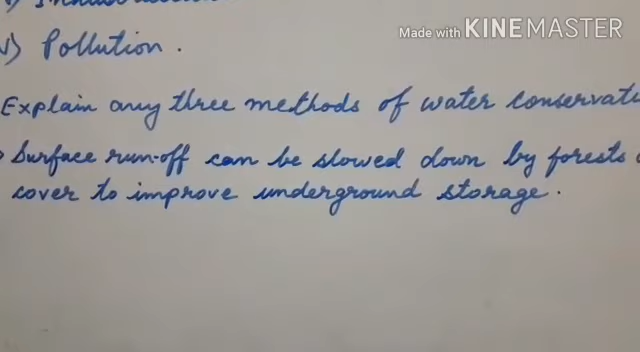 Made with KINEMASTER
v) Pollution.
Explain any three methods of water
Surface run-off can be slowed down by forests
cover to improve underground storage.